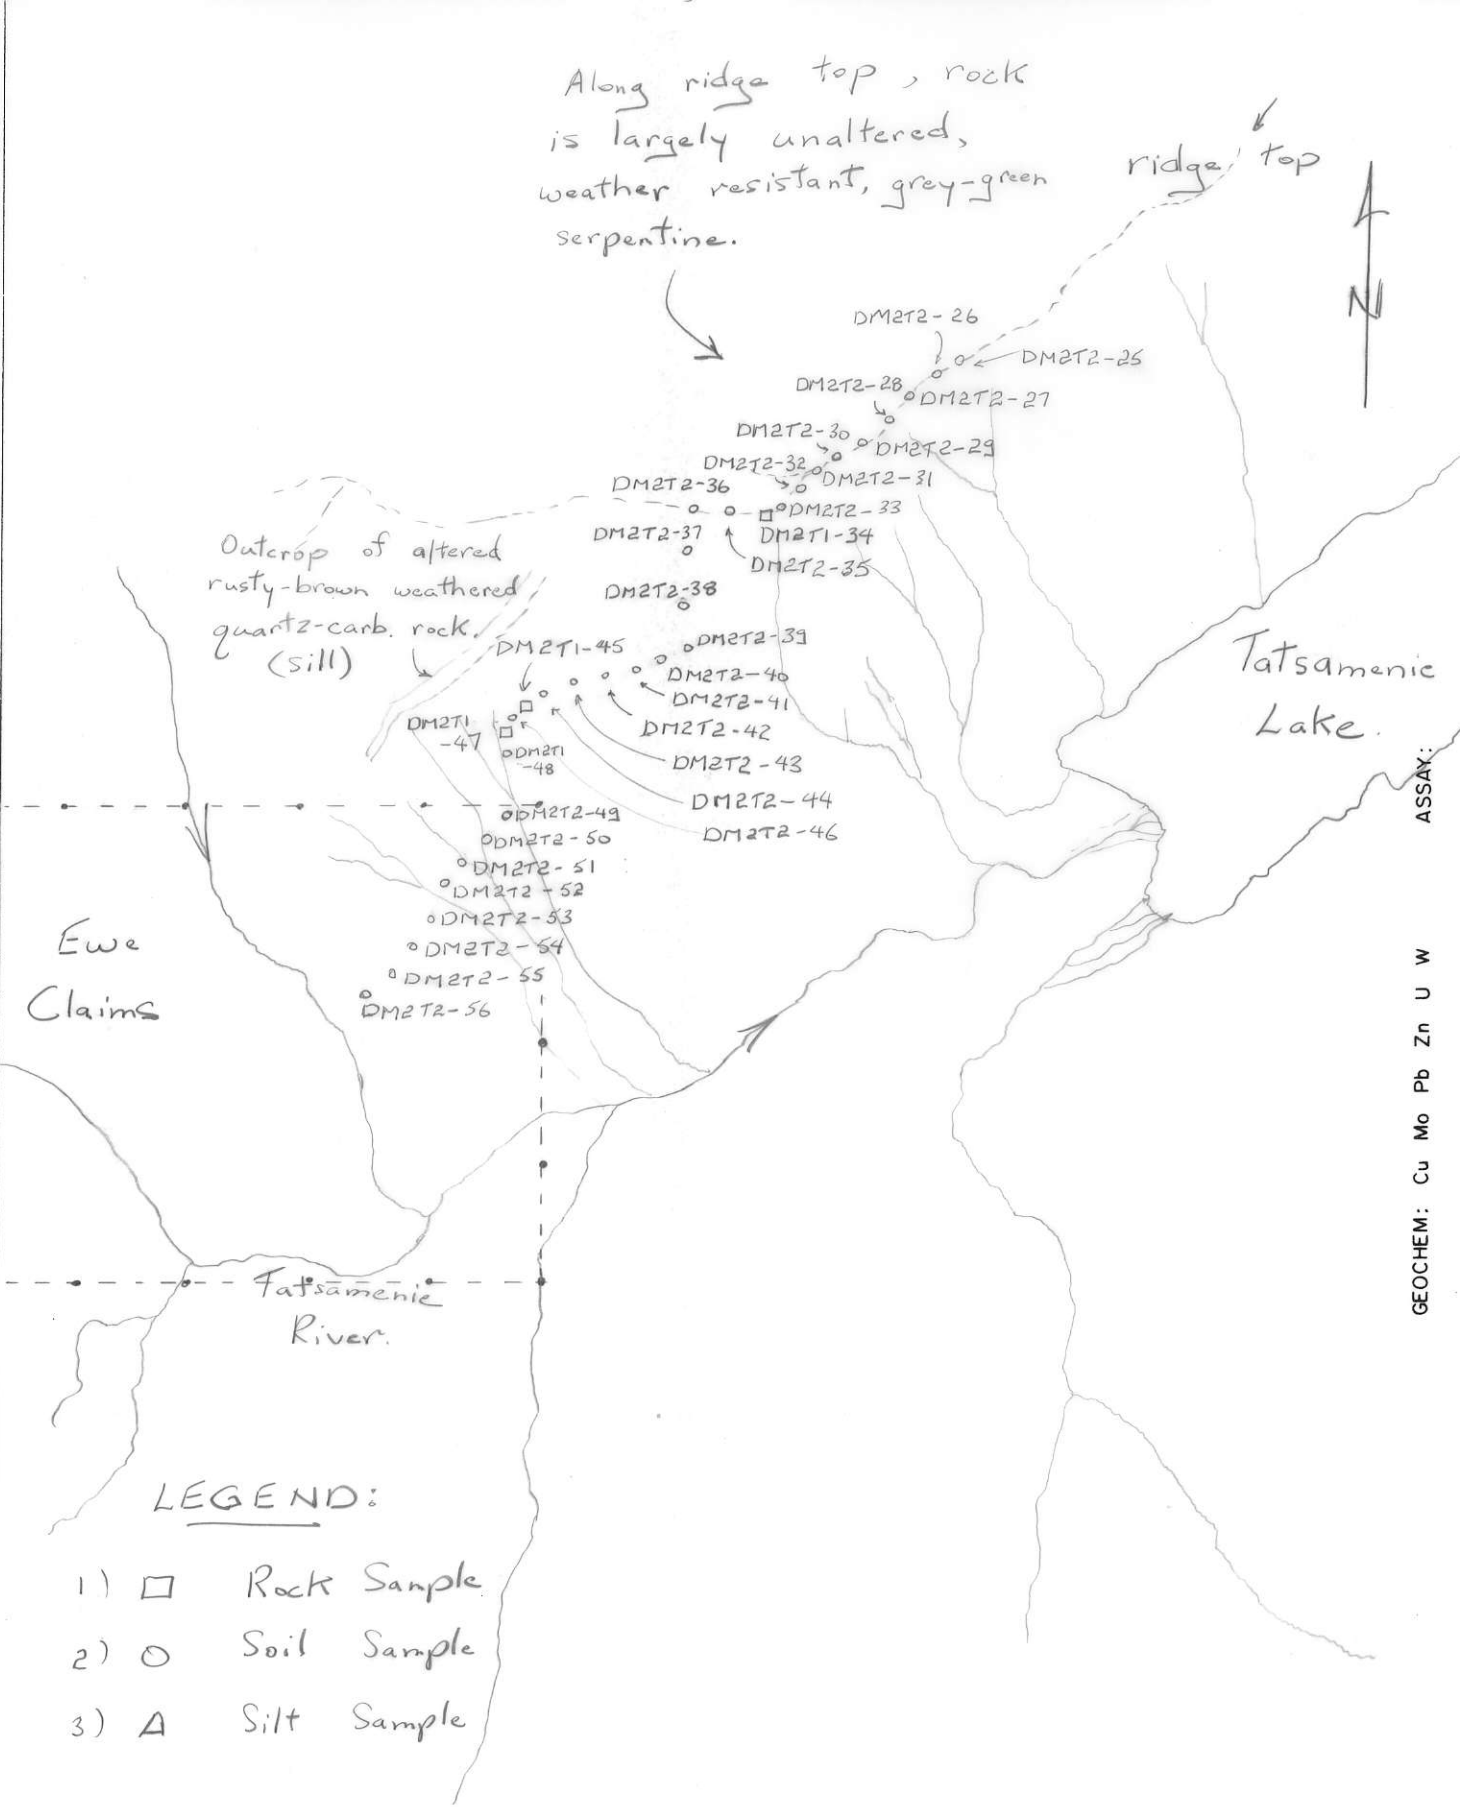 Along ridge top, rock
is largely unaltered,
weather resistant, grey-green
serpentine.
ridge top
N
DM2T2-26
DM2T2-25
DM2T2-28
DM2T2-27
DM2T2-30
DM2T2-29
DM2T2-32
DM2T2-31
DM2T2-36
DM2T2-33
DM2T2-37
DM2T1-34
DM2T2-35
Outcrop of altered
rusty-brown weathered
quartz-carb. rock.
(sill)
DM2T2-38
DM2T2-39
DM2T1-45
DM2T2-40
DM2T2-41
DM2T2-42
DM2T1
-47
DM2T1
-48
DM2T2-43
DM2T2-44
DM2T2-46
DM2T2-49
DM2T2-50
DM2T2-51
DM2T2-52
DM2T2-53
DM2T2-54
DM2T2-55
DM2T2-56
Tatsamenie
Lake.
Ewe
Claims
Tatsamenie
River.
GEOCHEM: Cu Mo Pb Zn U W ASSAY:
LEGEND:
1) □ Rock Sample
2) O Soil Sample
3) Δ Silt Sample